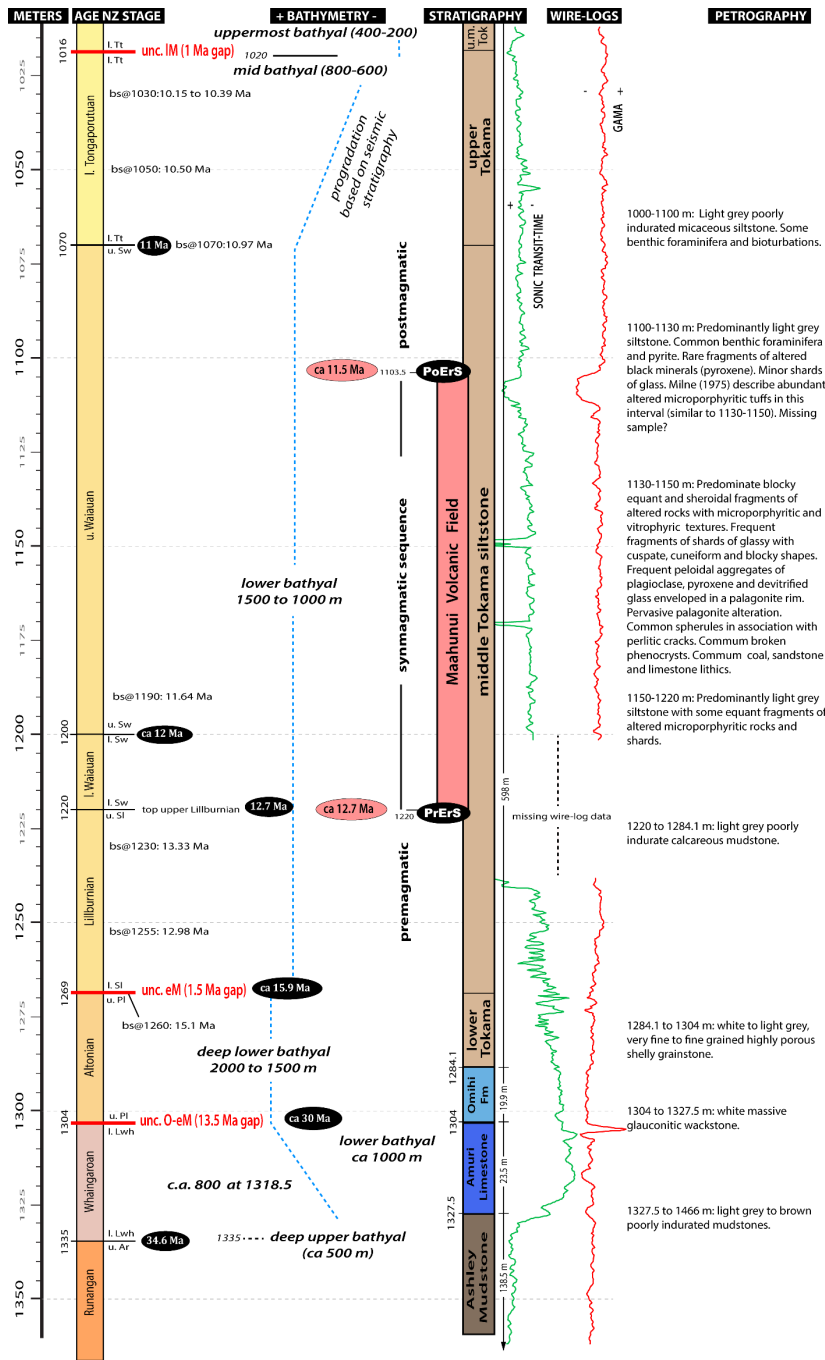 METERS
AGE NZ STAGE
+ BATHYMETRY -
STRATIGRAPHY
WIRE-LOGS
PETROGRAPHY
uppermost bathyal (400-200)
l. Tt
unc. lM (1 Ma gap)
1016
l. Tt
1020
mid bathyal (800-600)
u.m.
Tok
1025
bs@1030:10.15 to 10.39 Ma
- +
GAMA
l. Tongaporutuan
progradation
based on seismic
stratigraphy
upper
Tokama
1050
bs@1050: 10.50 Ma
+ -
SONIC TRANSIT-TIME
1000-1100 m: Light grey poorly
indurated micaceous siltstone. Some
benthic foraminifera and bioturbations.
l. Tt
1070
u. Sw
11 Ma
bs@1070:10.97 Ma
1075
postmagmatic
1100
ca 11.5 Ma
1103.5
PoErS
1100-1130 m: Predominantly light grey
siltstone. Common benthic foraminifera
and pyrite. Rare fragments of altered
black minerals (pyroxene). Minor shards
of glass. Milne (1975) describe abundant
altered microporphyritic tuffs in this
interval (similar to 1130-1150). Missing
sample?
1125
u. Waiauan
1150
lower bathyal
1500 to 1000 m
synmagmatic sequence
Maahunui Volcanic Field
middle Tokama siltstone
1130-1150 m: Predominate blocky
equant and sheroidal fragments of
altered rocks with microporphyritic and
vitrophyric textures. Frequent
fragments of shards of glassy with
cuspate, cuneiform and blocky shapes.
Frequent peloidal aggregates of
plagioclase, pyroxene and devitrified
glass enveloped in a palagonite rim.
Pervasive palagonite alteration.
Common spherules in association with
perlitic cracks. Commum broken
phenocrysts. Commum coal, sandstone
and limestone lithics.
1175
bs@1190: 11.64 Ma
1150-1220 m: Predominantly light grey
siltstone with some equant fragments of
altered microporphyritic rocks and
shards.
u. Sw
1200
l. Sw
ca 12 Ma
l. Waiauan
598 m
l. Sw
1220
u. Sl
top upper Lillburnian
12.7 Ma
ca 12.7 Ma
1220
PrErS
missing wire-log data
1225
1220 to 1284.1 m: light grey poorly
indurate calcareous mudstone.
bs@1230: 13.33 Ma
premagmatic
Lillburnian
1250
bs@1255: 12.98 Ma
l. Sl
1269
u. Pl
unc. eM (1.5 Ma gap)
ca 15.9 Ma
1275
bs@1260: 15.1 Ma
lower
Tokama
1284.1 to 1304 m: white to light grey,
very fine to fine grained highly porous
shelly grainstone.
Altonian
deep lower bathyal
2000 to 1500 m
1284.1
Omihi
Fm
19.9 m
1300
u. Pl
1304
l. Lwh
unc. O-eM (13.5 Ma gap)
ca 30 Ma
1304
1304 to 1327.5 m: white massive
glauconitic wackstone.
lower bathyal
ca 1000 m
Amuri
Limestone
23.5 m
Whaingaroan
c.a. 800 at 1318.5
1325
1327.5
1327.5 to 1466 m: light grey to brown
poorly indurated mudstones.
l. Lwh
1335
u. Ar
34.6 Ma
1335
deep upper bathyal
(ca 500 m)
Ashley
Mudstone
138.5 m
Runangan
1350